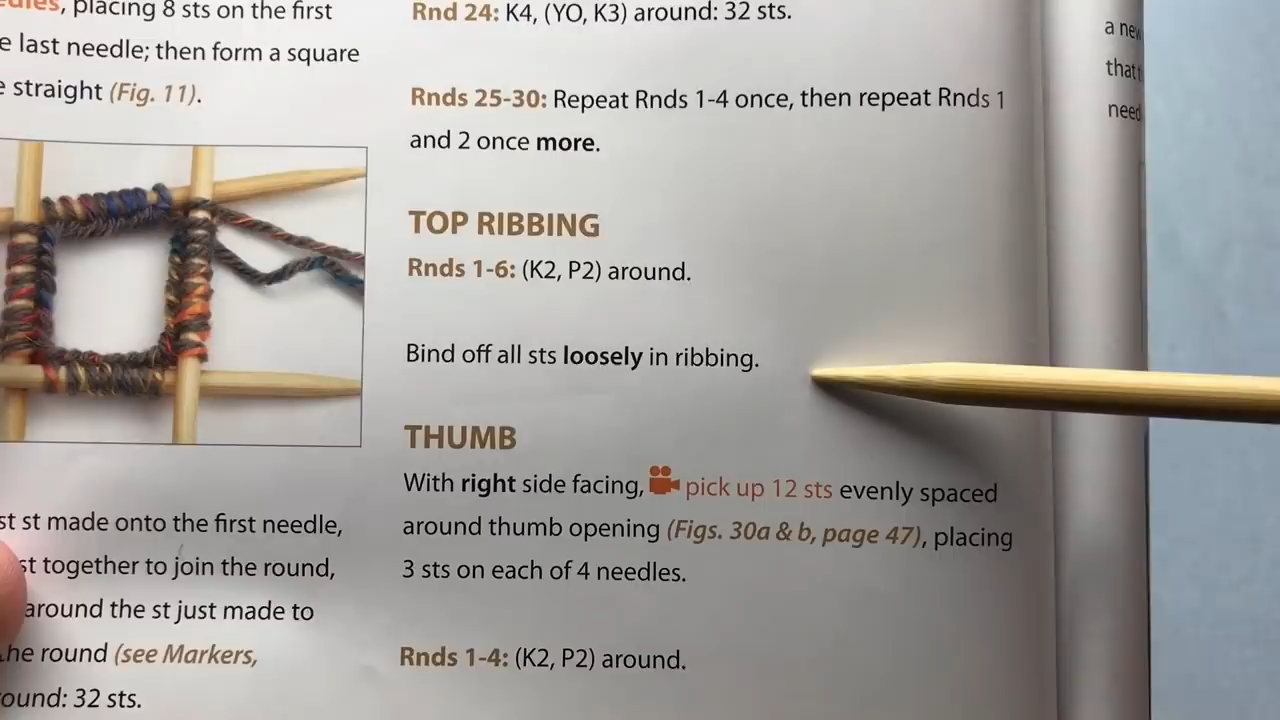 dles, placing 8 sts on the first
e last needle; then form a square
e straight (Fig. 11).
st st made onto the first needle,
st together to join the round,
around the st just made to
he round (see Markers,
ound: 32 sts.
Rnd 24: K4, (YO, K3) around: 32 sts.
Rnds 25-30: Repeat Rnds 1-4 once, then repeat Rnds 1
and 2 once more.
TOP RIBBING
Rnds 1-6: (K2, P2) around.
Bind off all sts loosely in ribbing.
THUMB
With right side facing, pick up 12 sts evenly spaced
around thumb opening (Figs. 30a & b, page 47), placing
3 sts on each of 4 needles.
Rnds 1-4: (K2, P2) around.
a new
that
need